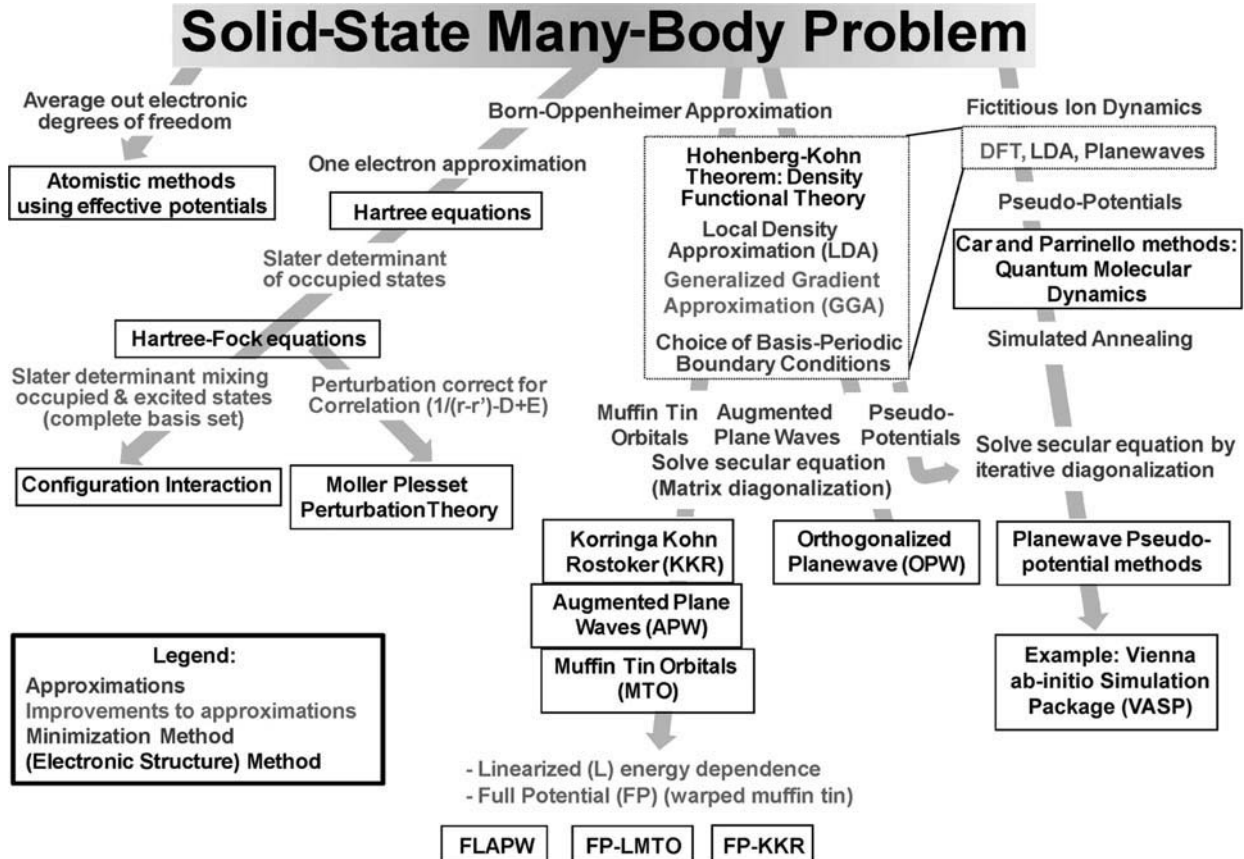 Solid-State Many-Body Problem
Average out electronic
degrees of freedom
Atomistic methods
using effective potentials
Born-Oppenheimer Approximation
One electron approximation
Hartree equations
Slater determinant
of occupied states
Hartree-Fock equations
Slater determinant mixing
occupied & excited states
(complete basis set)
Configuration Interaction
Perturbation correct for
Correlation (1/(r-r')-D+E)
Moller Plesset
Perturbation Theory
Hohenberg-Kohn
Theorem: Density
Functional Theory
Local Density
Approximation (LDA)
Generalized Gradient
Approximation (GGA)
Choice of Basis-Periodic
Boundary Conditions
Muffin Tin
Orbitals
Augmented
Plane Waves
Pseudo-
Potentials
Solve secular equation
(Matrix diagonalization)
Korringa Kohn
Rostoker (KKR)
Augmented Plane
Waves (APW)
Muffin Tin Orbitals
(MTO)
Orthogonalized
Planewave (OPW)
- Linearized (L) energy dependence
- Full Potential (FP) (warped muffin tin)
FLAPW
FP-LMTO
FP-KKR
Fictitious Ion Dynamics
DFT, LDA, Planewaves
Pseudo-Potentials
Car and Parrinello methods:
Quantum Molecular
Dynamics
Simulated Annealing
Solve secular equation by
iterative diagonalization
Planewave Pseudo-
potential methods
Example: Vienna
ab-initio Simulation
Package (VASP)
Legend:
Approximations
Improvements to approximations
Minimization Method
(Electronic Structure) Method